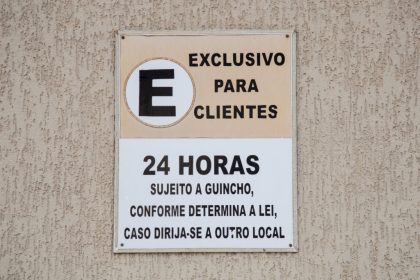 E
EXCLUSIVO
PARA
CLIENTES
24 HORAS
SUJEITO A GUINCHO,
CONFORME DETERMINA A LEI,
CASO DIRIJA-SE A OUTRO LOCAL